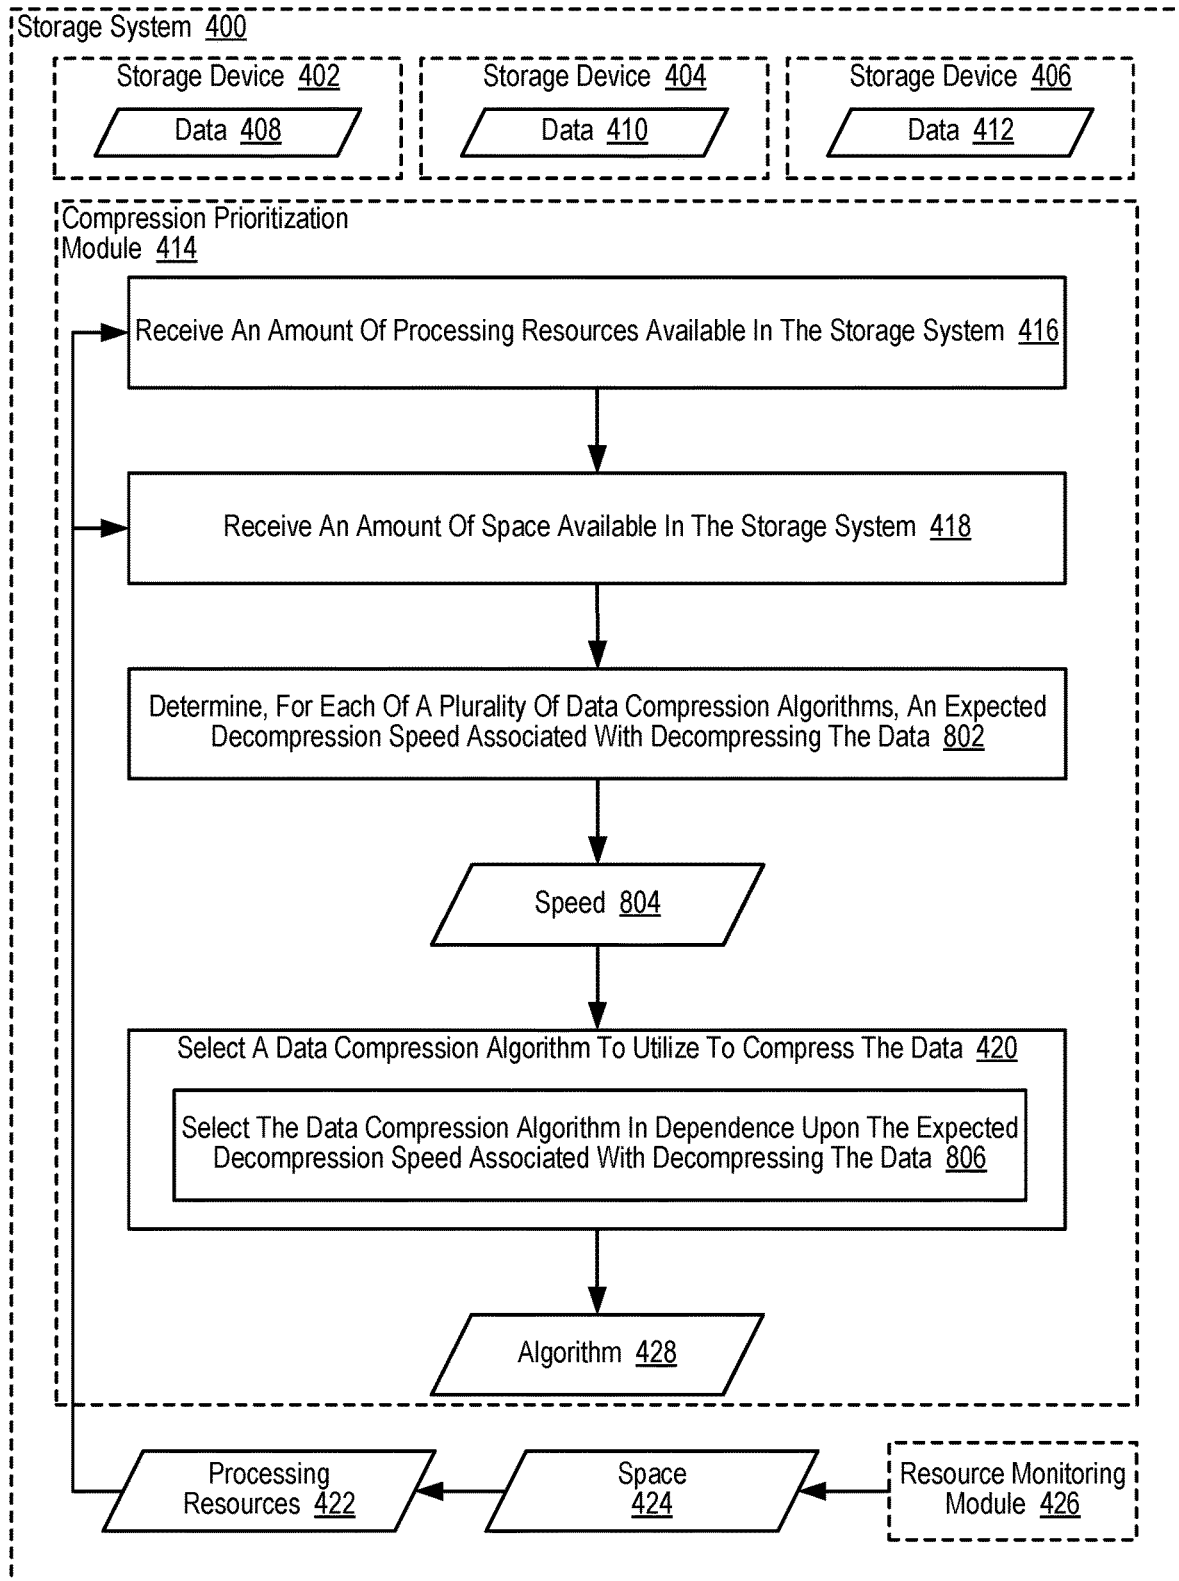 Storage System 400
Storage Device 402
Data 408
Storage Device 404
Data 410
Storage Device 406
Data 412
Compression Prioritization
Module 414
Receive An Amount Of Processing Resources Available In The Storage System 416
Receive An Amount Of Space Available In The Storage System 418
Determine, For Each Of A Plurality Of Data Compression Algorithms, An Expected
Decompression Speed Associated With Decompressing The Data 802
Speed 804
Select A Data Compression Algorithm To Utilize To Compress The Data 420
Select The Data Compression Algorithm In Dependence Upon The Expected
Decompression Speed Associated With Decompressing The Data 806
Algorithm 428
Processing
Resources 422
Space
424
Resource Monitoring
Module 426